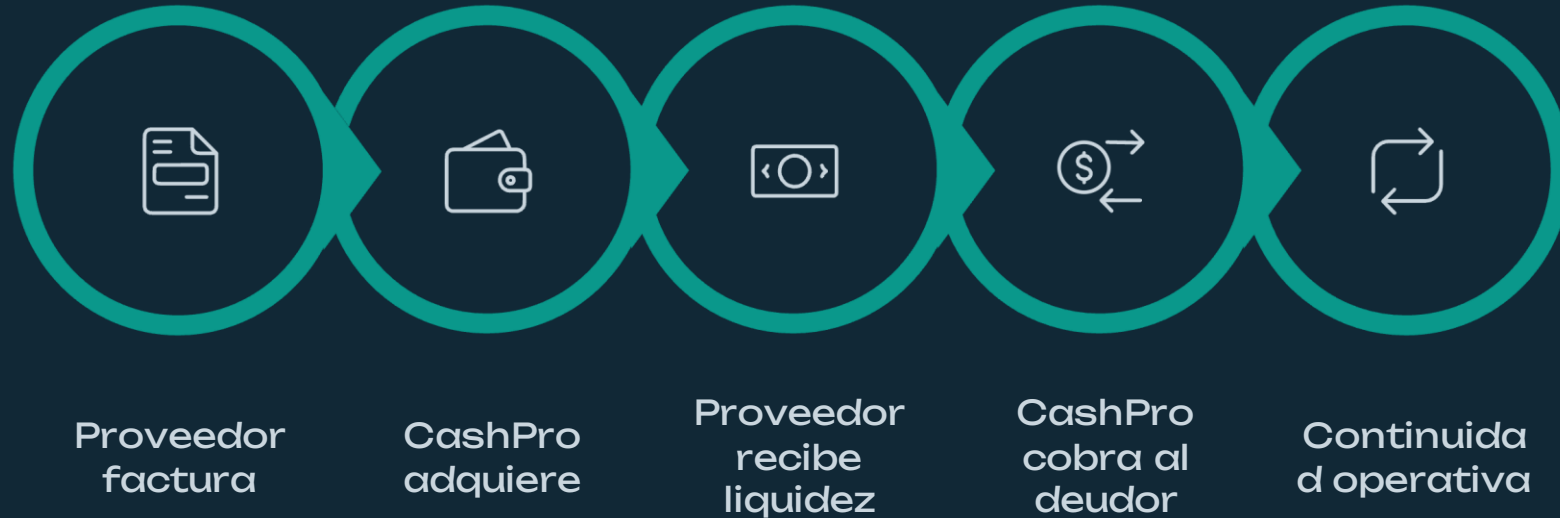 Proveedor
factura
CashPro
adquiere
Proveedor
recibe
liquidez
CashPro
cobra al
deudor
Continuida
d operativa
$